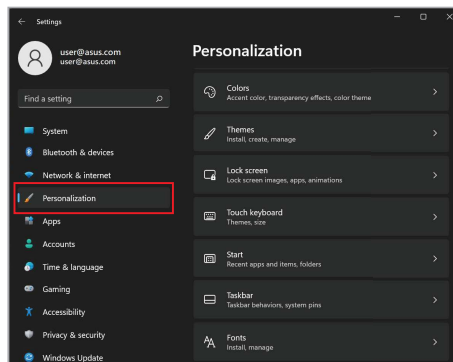 Settings
user@asus.com
user@asus.com
Find a setting
System
Bluetooth & devices
Network & internet
Personalization
Apps
Accounts
Time & language
Gaming
Accessibility
Privacy & security
Windows Update
Personalization
Colors
Accent color, transparency effects, color theme
Themes
Install, create, manage
Lock screen
Lock screen images, apps, animations
Touch keyboard
Themes, size
Start
Recent apps and items, folders
Taskbar
Taskbar behaviors, system pins
Fonts
Install, manage